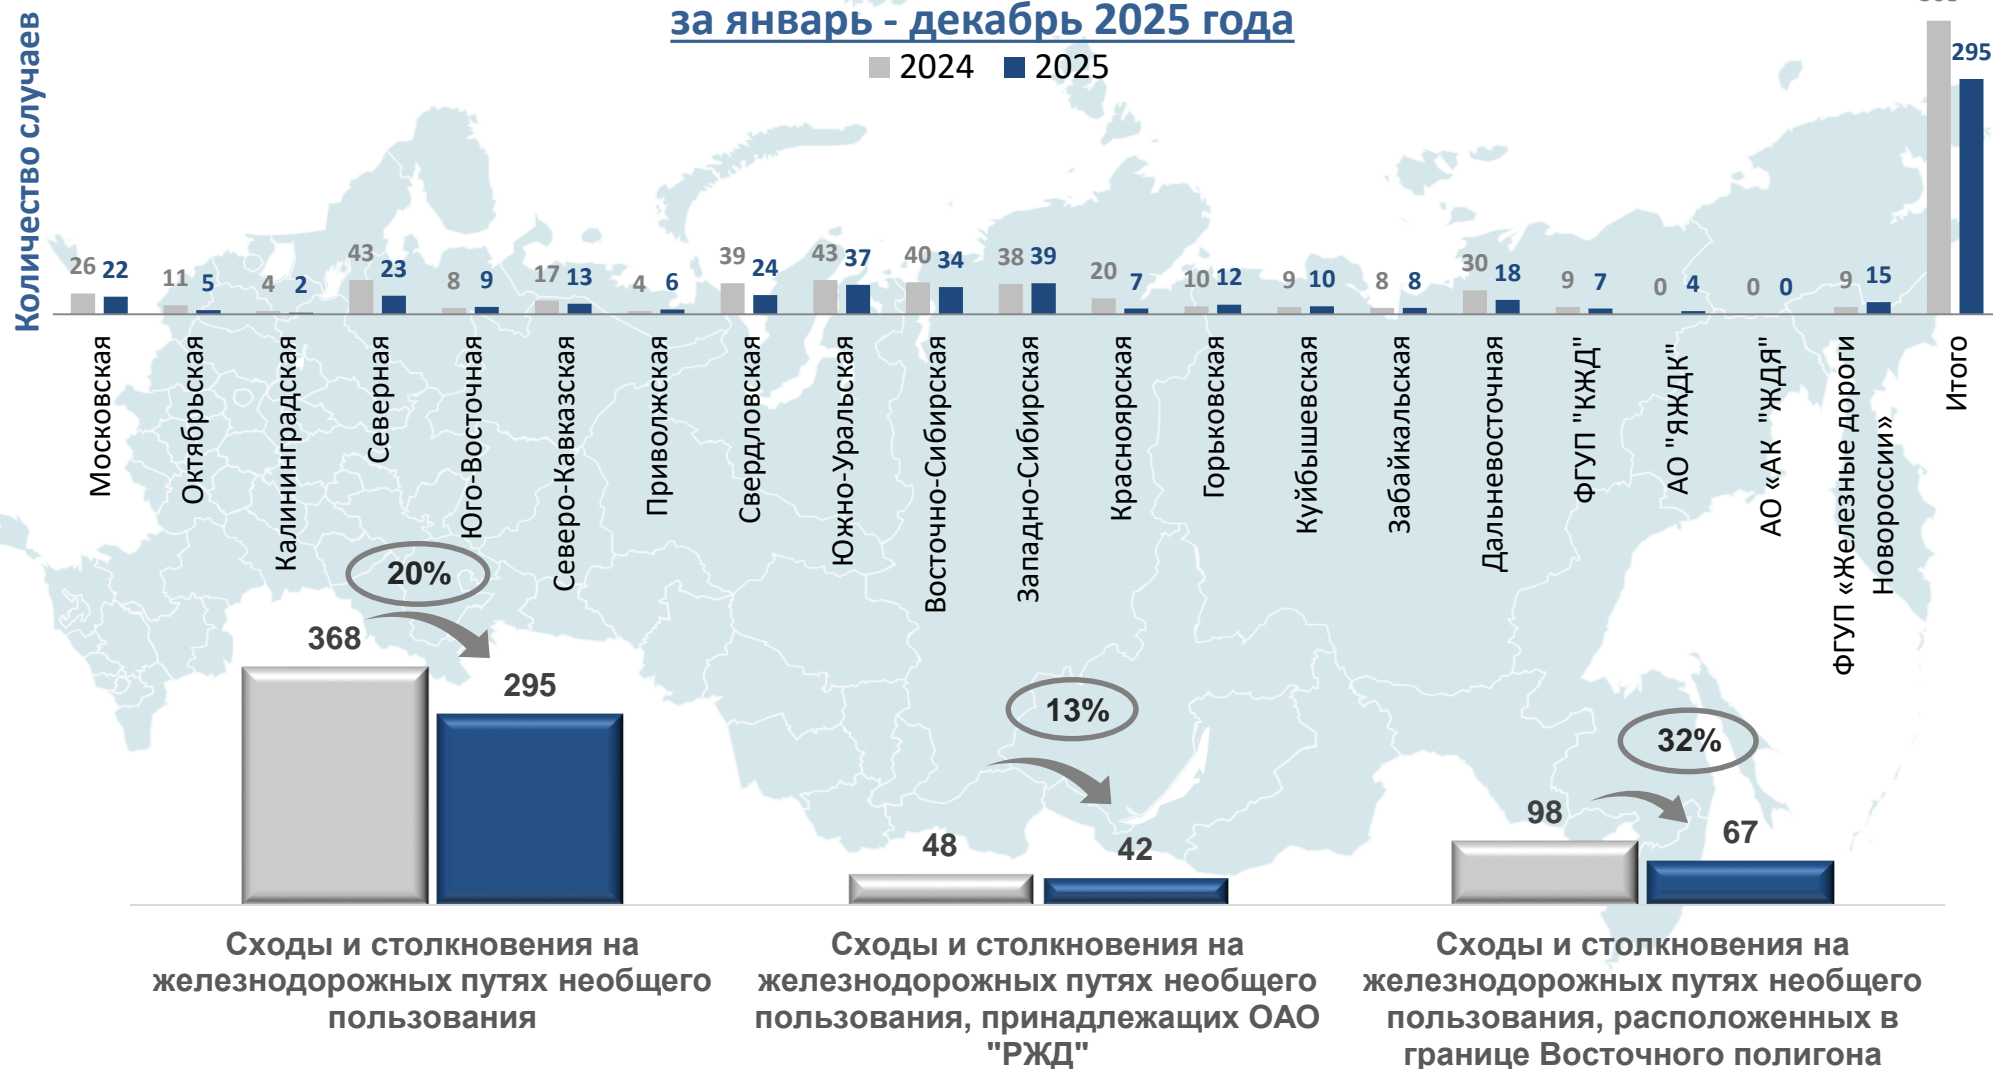 за январь - декабрь 2025 года
2024 2025
Количество случаев
26 22 11 5 4 2 43 23 8 9 17 13 4 6 39 24 43 37 40 34 38 39 20 7 10 12 9 10 8 8 30 18 9 7 0 4 0 0 9 15 295
Московская
Октябрьская
Калининградская
Северная
Юго-Восточная
Северо-Кавказская
Приволжская
Свердловская
Южно-Уральская
Восточно-Сибирская
Западно-Сибирская
Красноярская
Горьковская
Куйбышевская
Забайкальская
Дальневосточная
ФГУП "КЖД"
АО "ЯЖДК"
АО «АК "ЖДЯ"
ФГУП «Железные дороги
Новороссии»
Итого
20%
368
295
13%
48
42
32%
98
67
Сходы и столкновения на
железнодорожных путях необщего
пользования
Сходы и столкновения на
железнодорожных путях необщего
пользования, принадлежащих ОАО
"РЖД"
Сходы и столкновения на
железнодорожных путях необщего
пользования, расположенных в
границе Восточного полигона